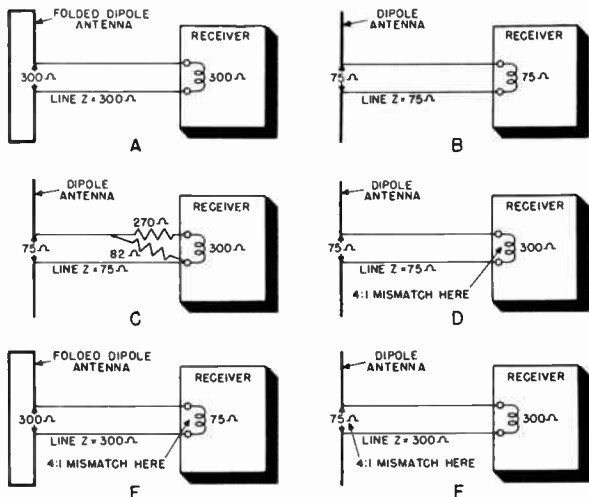 FOLDED DIPOLE
ANTENNA
RECEIVER
300Ω
300Ω
LINE Z = 300Ω
A
DIPOLE
ANTENNA
RECEIVER
75Ω
75Ω
LINE Z = 75Ω
B
DIPOLE
ANTENNA
RECEIVER
270Ω
75Ω
300Ω
82Ω
LINE Z = 75Ω
C
DIPOLE
ANTENNA
RECEIVER
75Ω
300Ω
LINE Z = 75Ω
4:1 MISMATCH HERE
D
FOLDED DIPOLE
ANTENNA
RECEIVER
300Ω
75Ω
LINE Z = 300Ω
4:1 MISMATCH HERE
E
DIPOLE
ANTENNA
RECEIVER
75Ω
300Ω
LINE Z = 300Ω
4:1 MISMATCH HERE
F